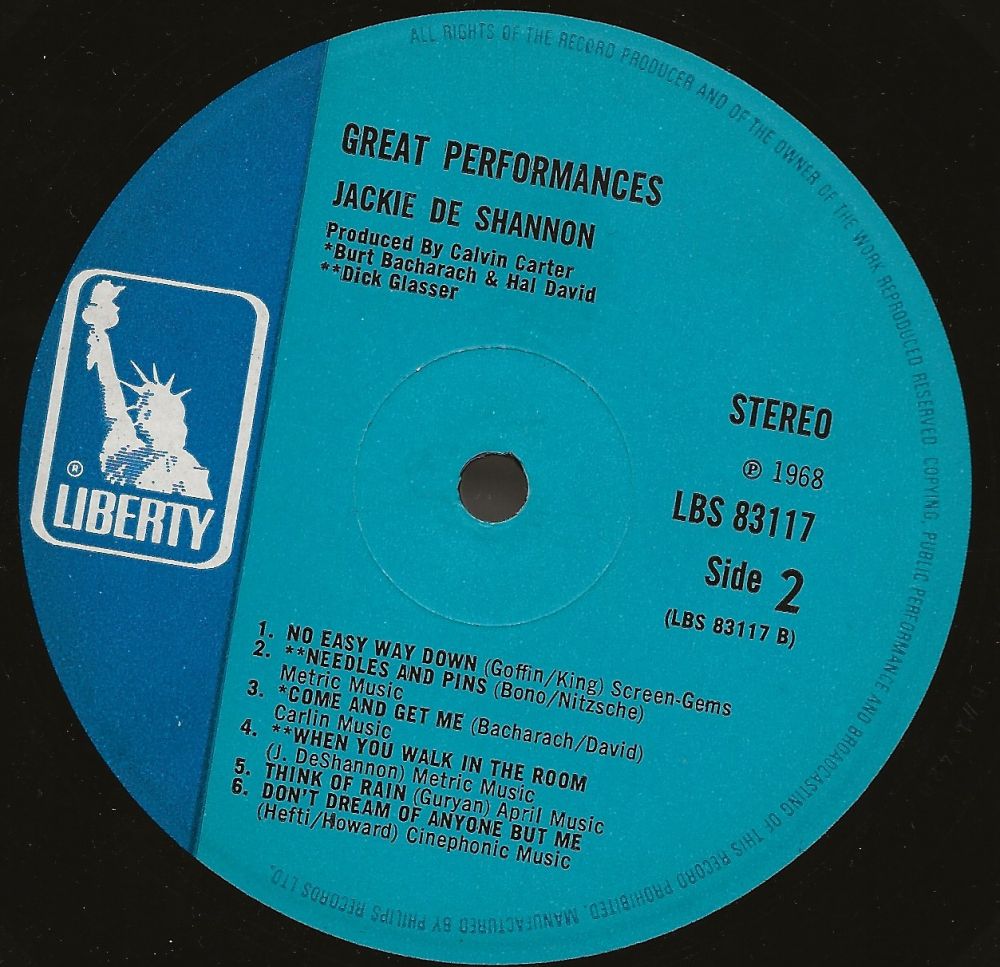 ALL RIGHTS OF THE RECORD PRODUCER AND OF THE OWNER OF THE WORK REPRODUCED RESERVED COPYING, PUBLIC PERFORMANCE AND BROADCASTING OF THIS RECORD PROHIBITED. MANUFACTURED BY PHILIPS RECORDS LTD.
GREAT PERFORMANCES
JACKIE DE SHANNON
Produced By Calvin Carter
*Burt Bacharach & Hal David
**Dick Glasser
® LIBERTY
STEREO
℗ 1968
LBS 83117
Side 2
(LBS 83117 B)
1. NO EASY WAY DOWN (Goffin/King) Screen-Gems
2. **NEEDLES AND PINS (Bono/Nitzsche)
Metric Music
3. *COME AND GET ME (Bacharach/David)
Carlin Music
4. **WHEN YOU WALK IN THE ROOM
(J. DeShannon) Metric Music
5. THINK OF RAIN (Guryan) April Music
6. DON'T DREAM OF ANYONE BUT ME
(Hefti/Howard) Cinephonic Music